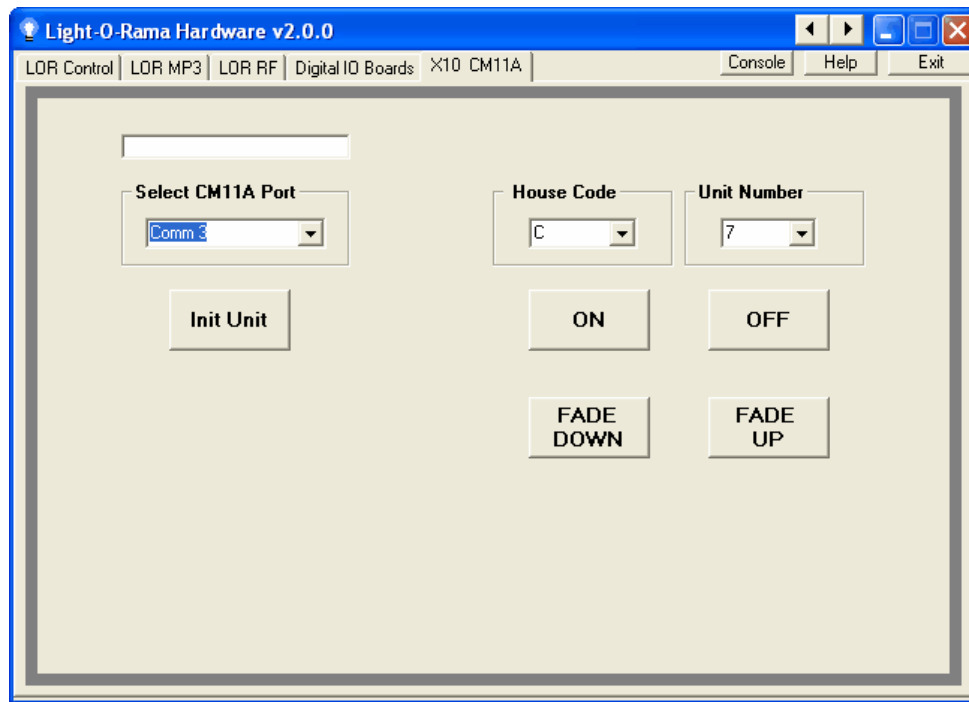 Light-O-Rama Hardware v2.0.0
LOR Control LOR MP3 LOR RF Digital IO Boards X10 CM11A Console Help Exit
Select CM11A Port House Code Unit Number
Comm 3 C 7
Init Unit ON OFF
FADE DOWN
FADE UP